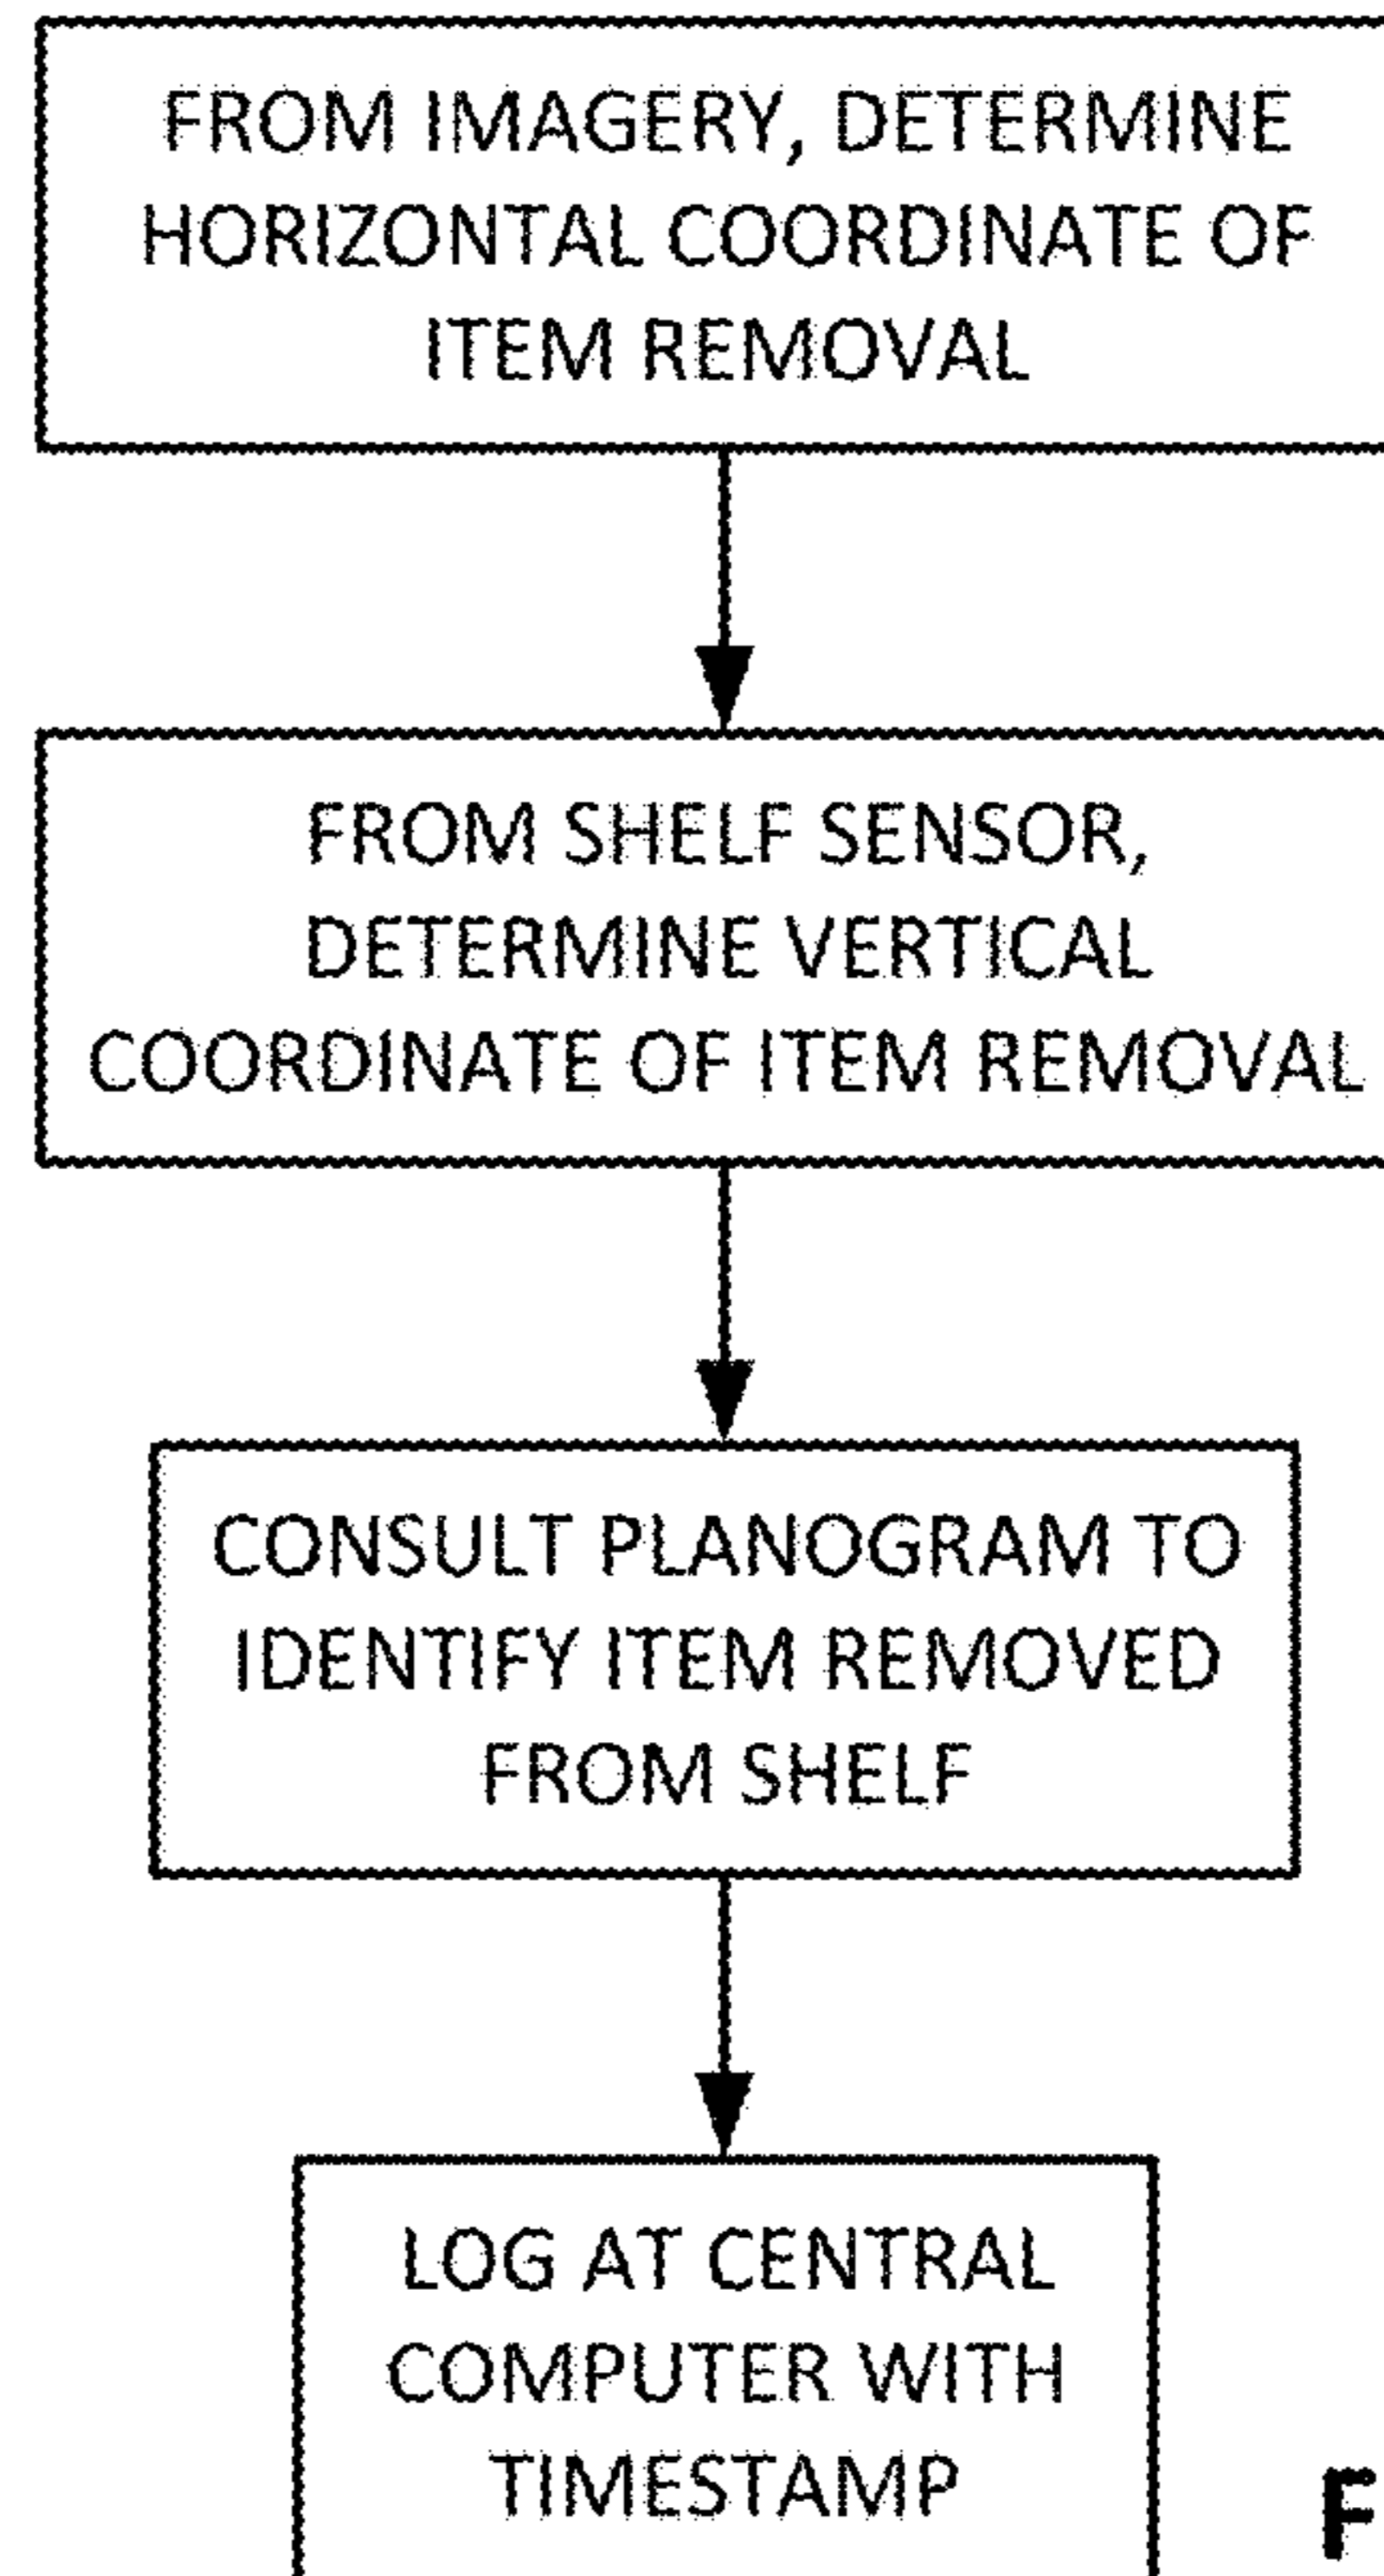 FROM IMAGERY, DETERMINE
HORIZONTAL COORDINATE OF
ITEM REMOVAL
FROM SHELF SENSOR,
DETERMINE VERTICAL
COORDINATE OF ITEM REMOVAL
CONSULT PLANOGRAM TO
IDENTIFY ITEM REMOVED
FROM SHELF
LOG AT CENTRAL
COMPUTER WITH
TIMESTAMP
F